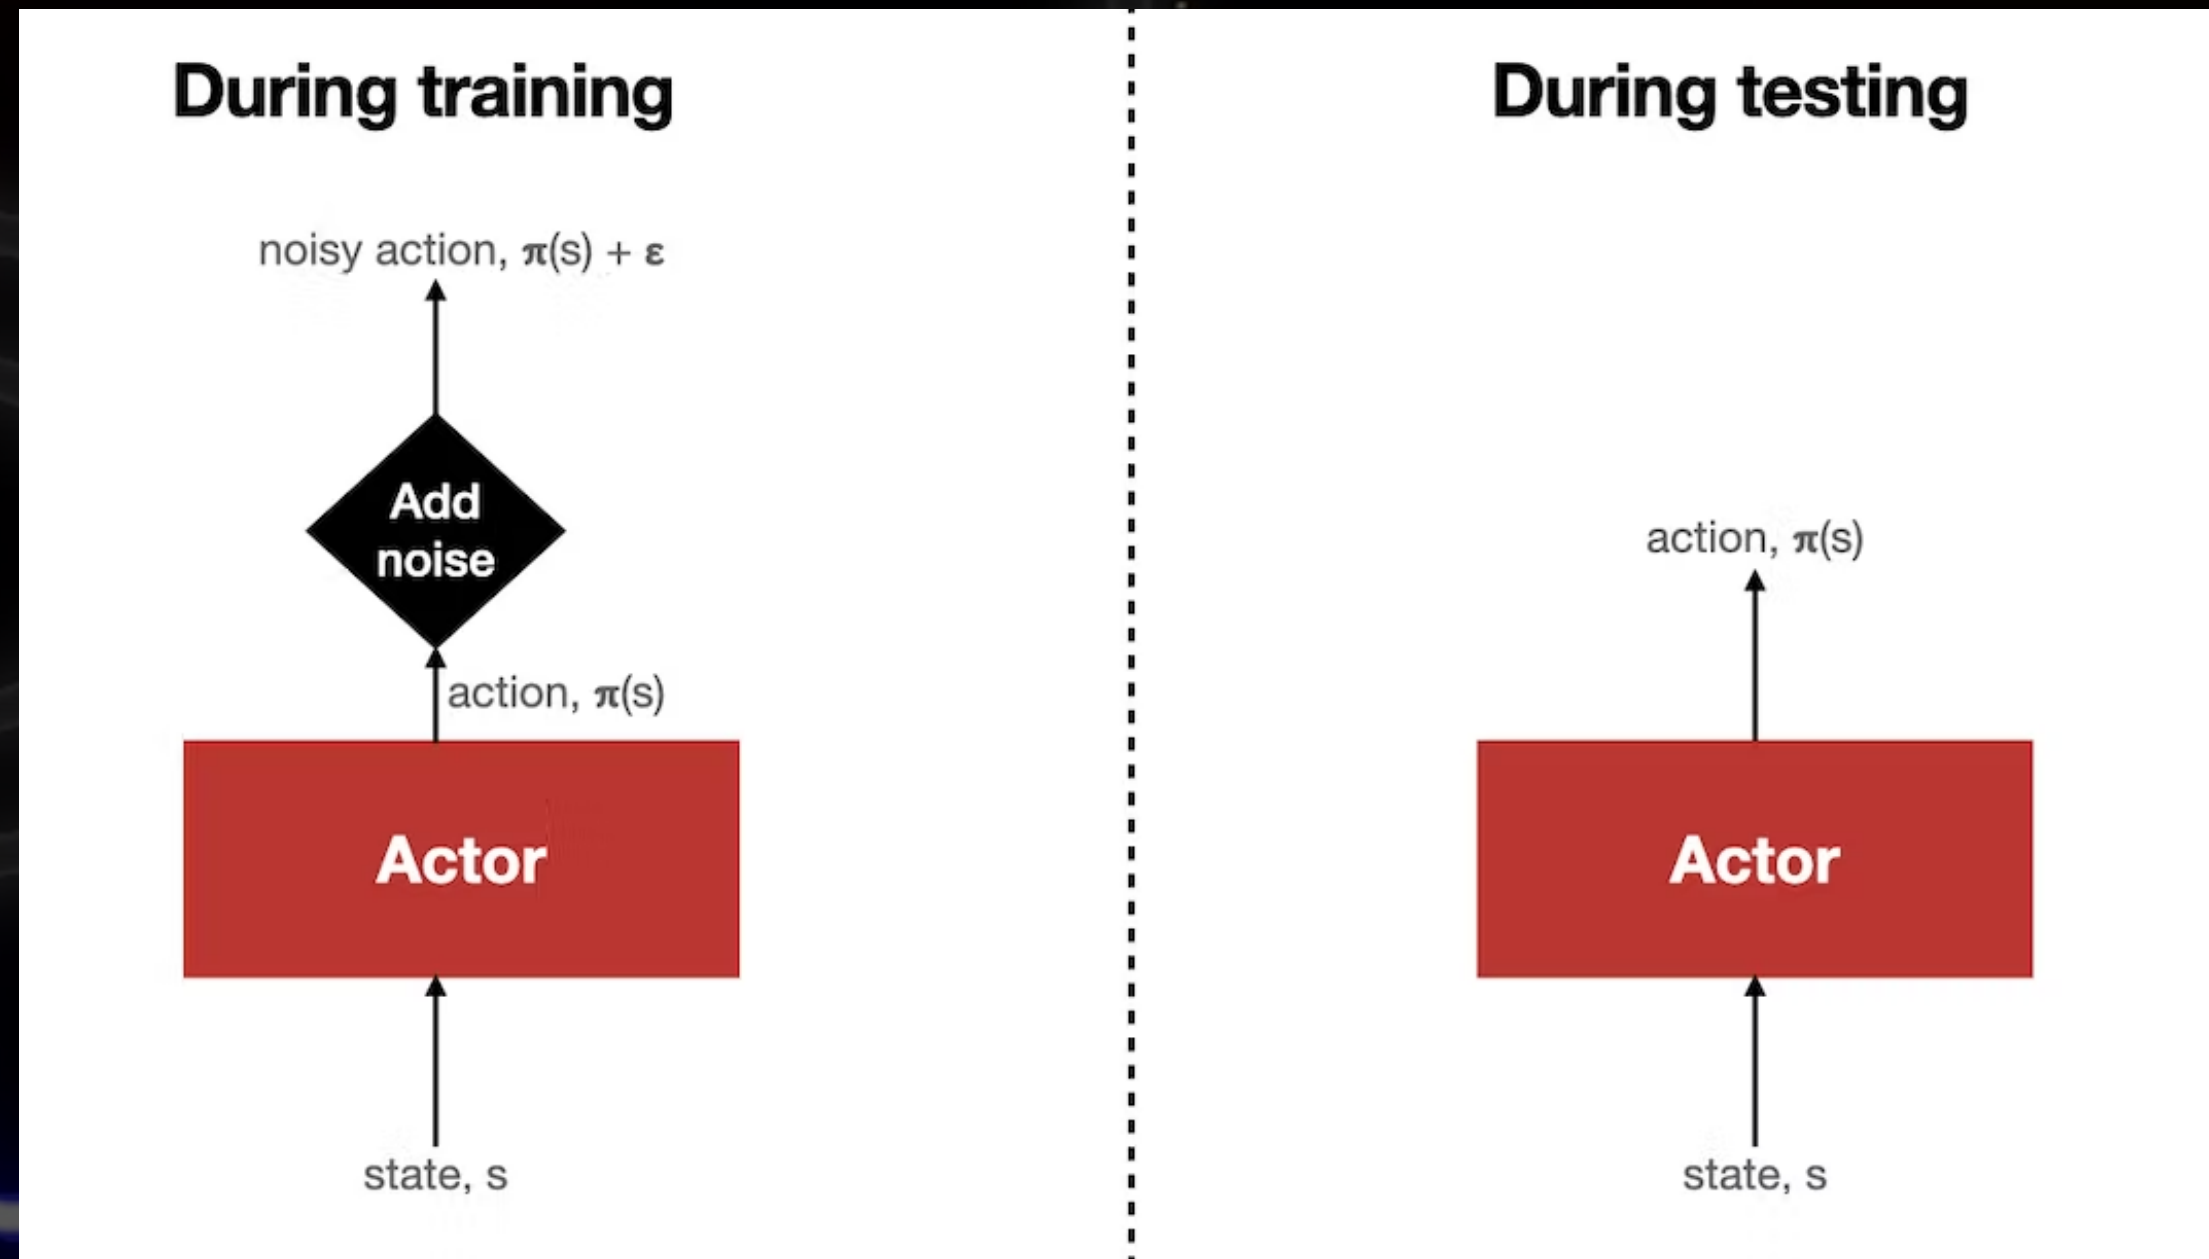 During training
noisy action, π(s) + ε
Add
noise
action, π(s)
Actor
state, s
During testing
action, π(s)
Actor
state, s